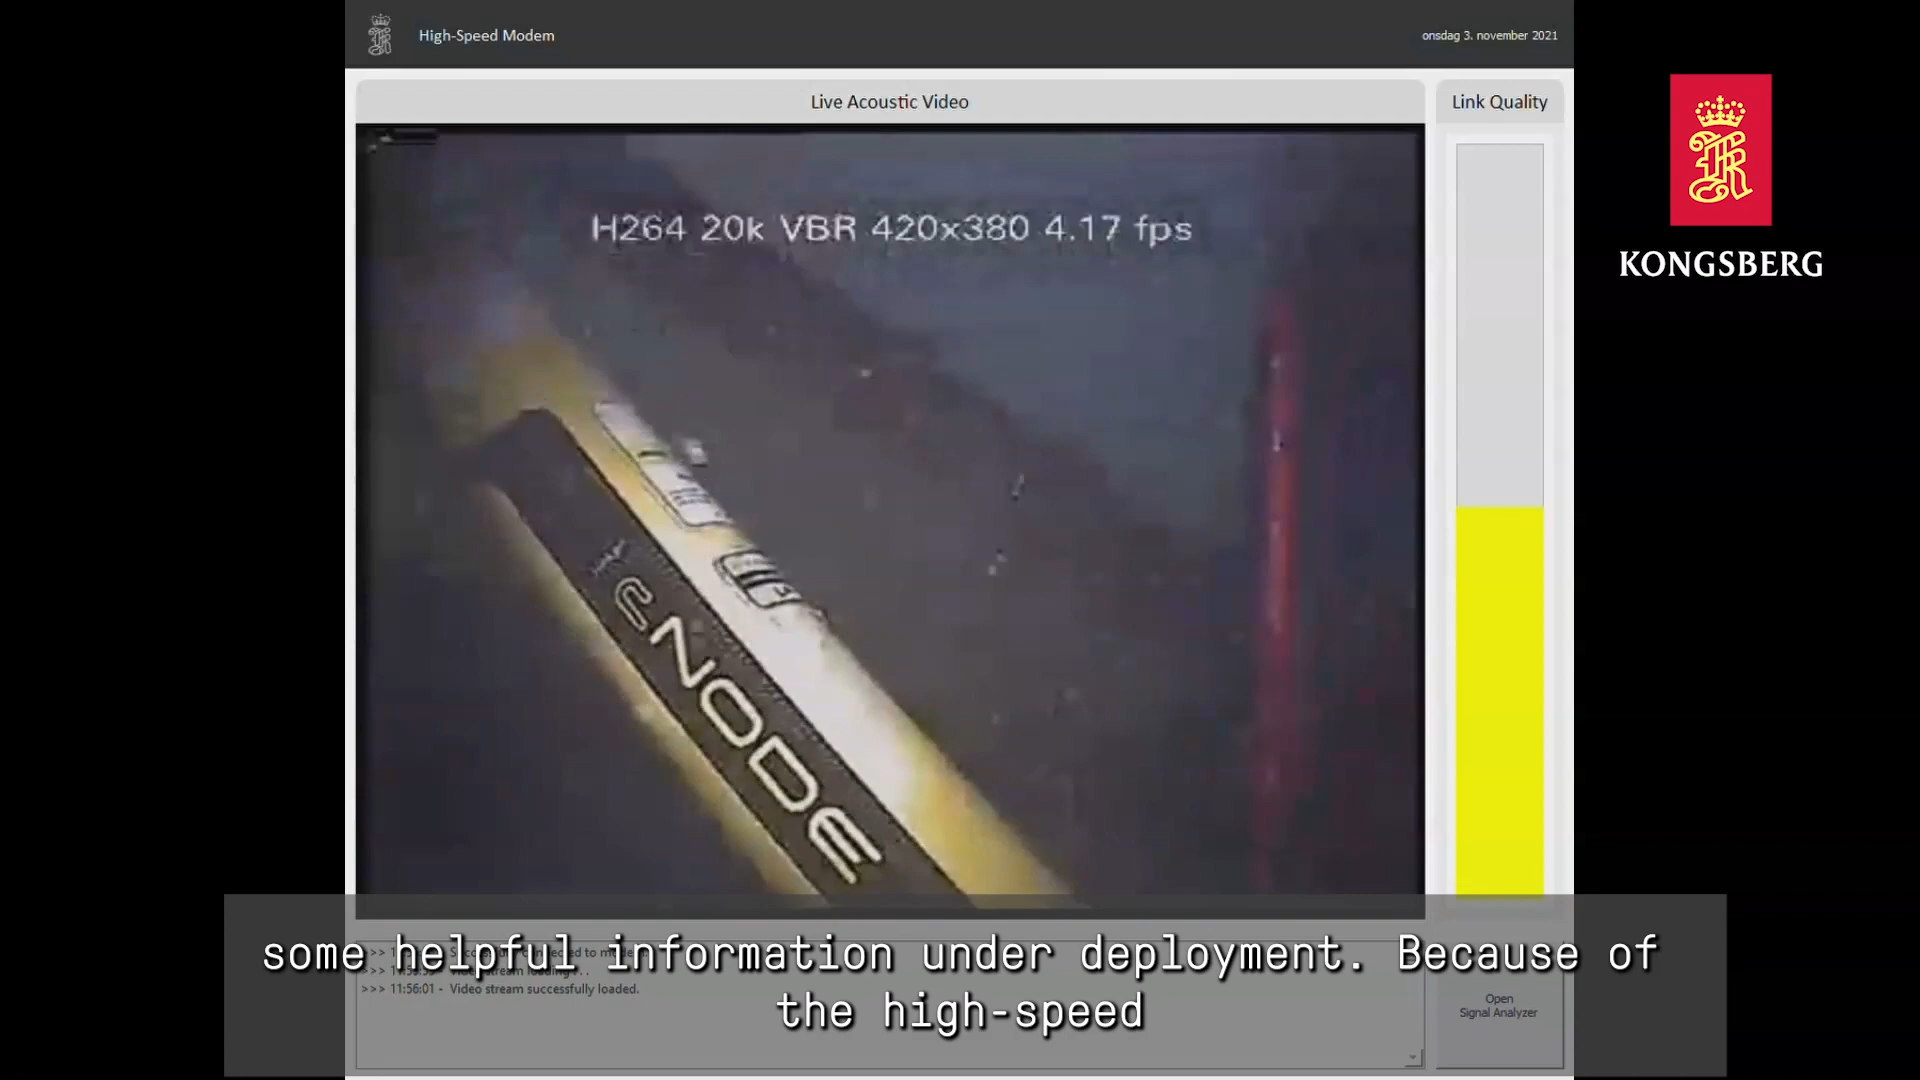 High-Speed Modem
onsdag 3. november 2021
Live Acoustic Video
Link Quality
KONGSBERG
H264 20k VBR 420x380 4.17 fps
cNODE
some helpful information under deployment. Because of
the high-speed
>>> 11:56:01 - Video stream successfully loaded.
Open
Signal Analyzer